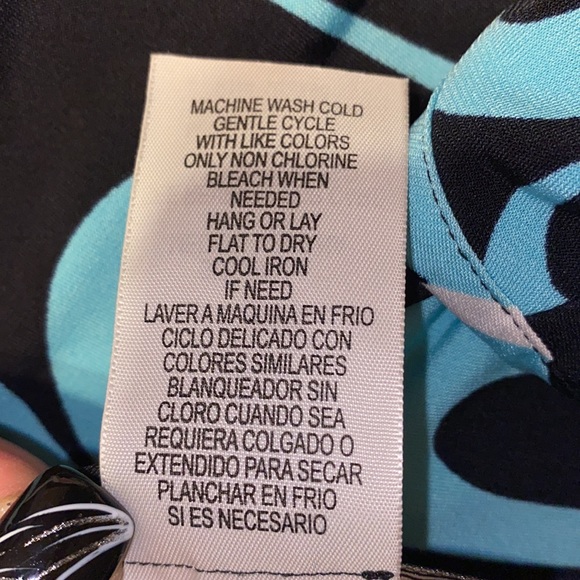 MACHINE WASH COLD
GENTLE CYCLE
WITH LIKE COLORS
ONLY NON CHLORINE
BLEACH WHEN
NEEDED
HANG OR LAY
FLAT TO DRY
COOL IRON
IF NEED
LAVER A MAQUINA EN FRIO
CICLO DELICADO CON
COLORES SIMILARES
BLANQUEADOR SIN
CLORO CUANDO SEA
REQUIERA COLGADO O
EXTENDIDO PARA SECAR
PLANCHAR EN FRIO
SI ES NECESARIO